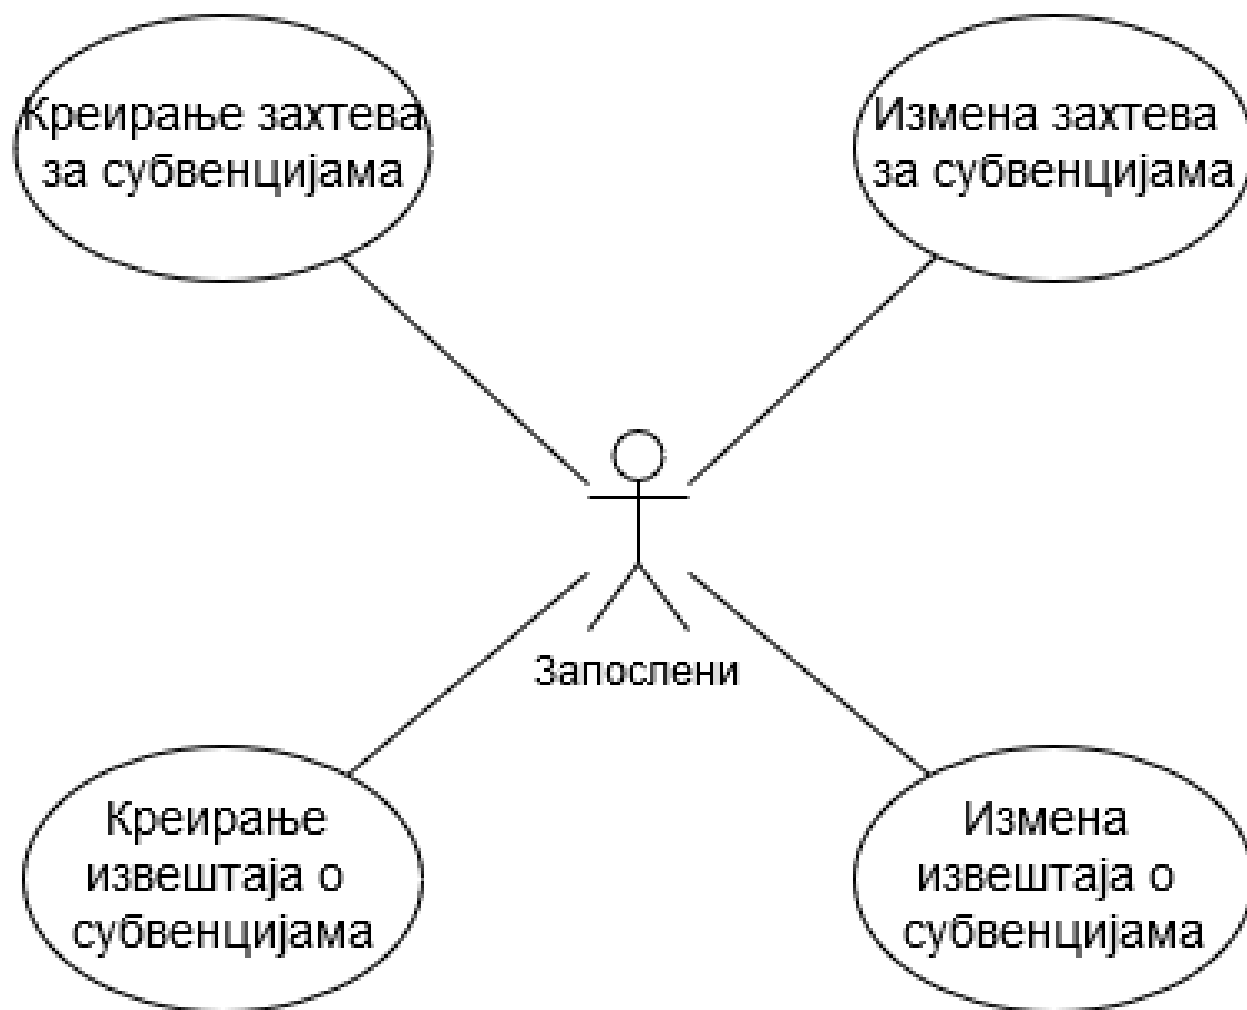 Креирање захтева
за субвенцијама
Измена захтева
за субвенцијама
Запослени
Креирање
извештаја о
субвенцијама
Измена
извештаја о
субвенцијама